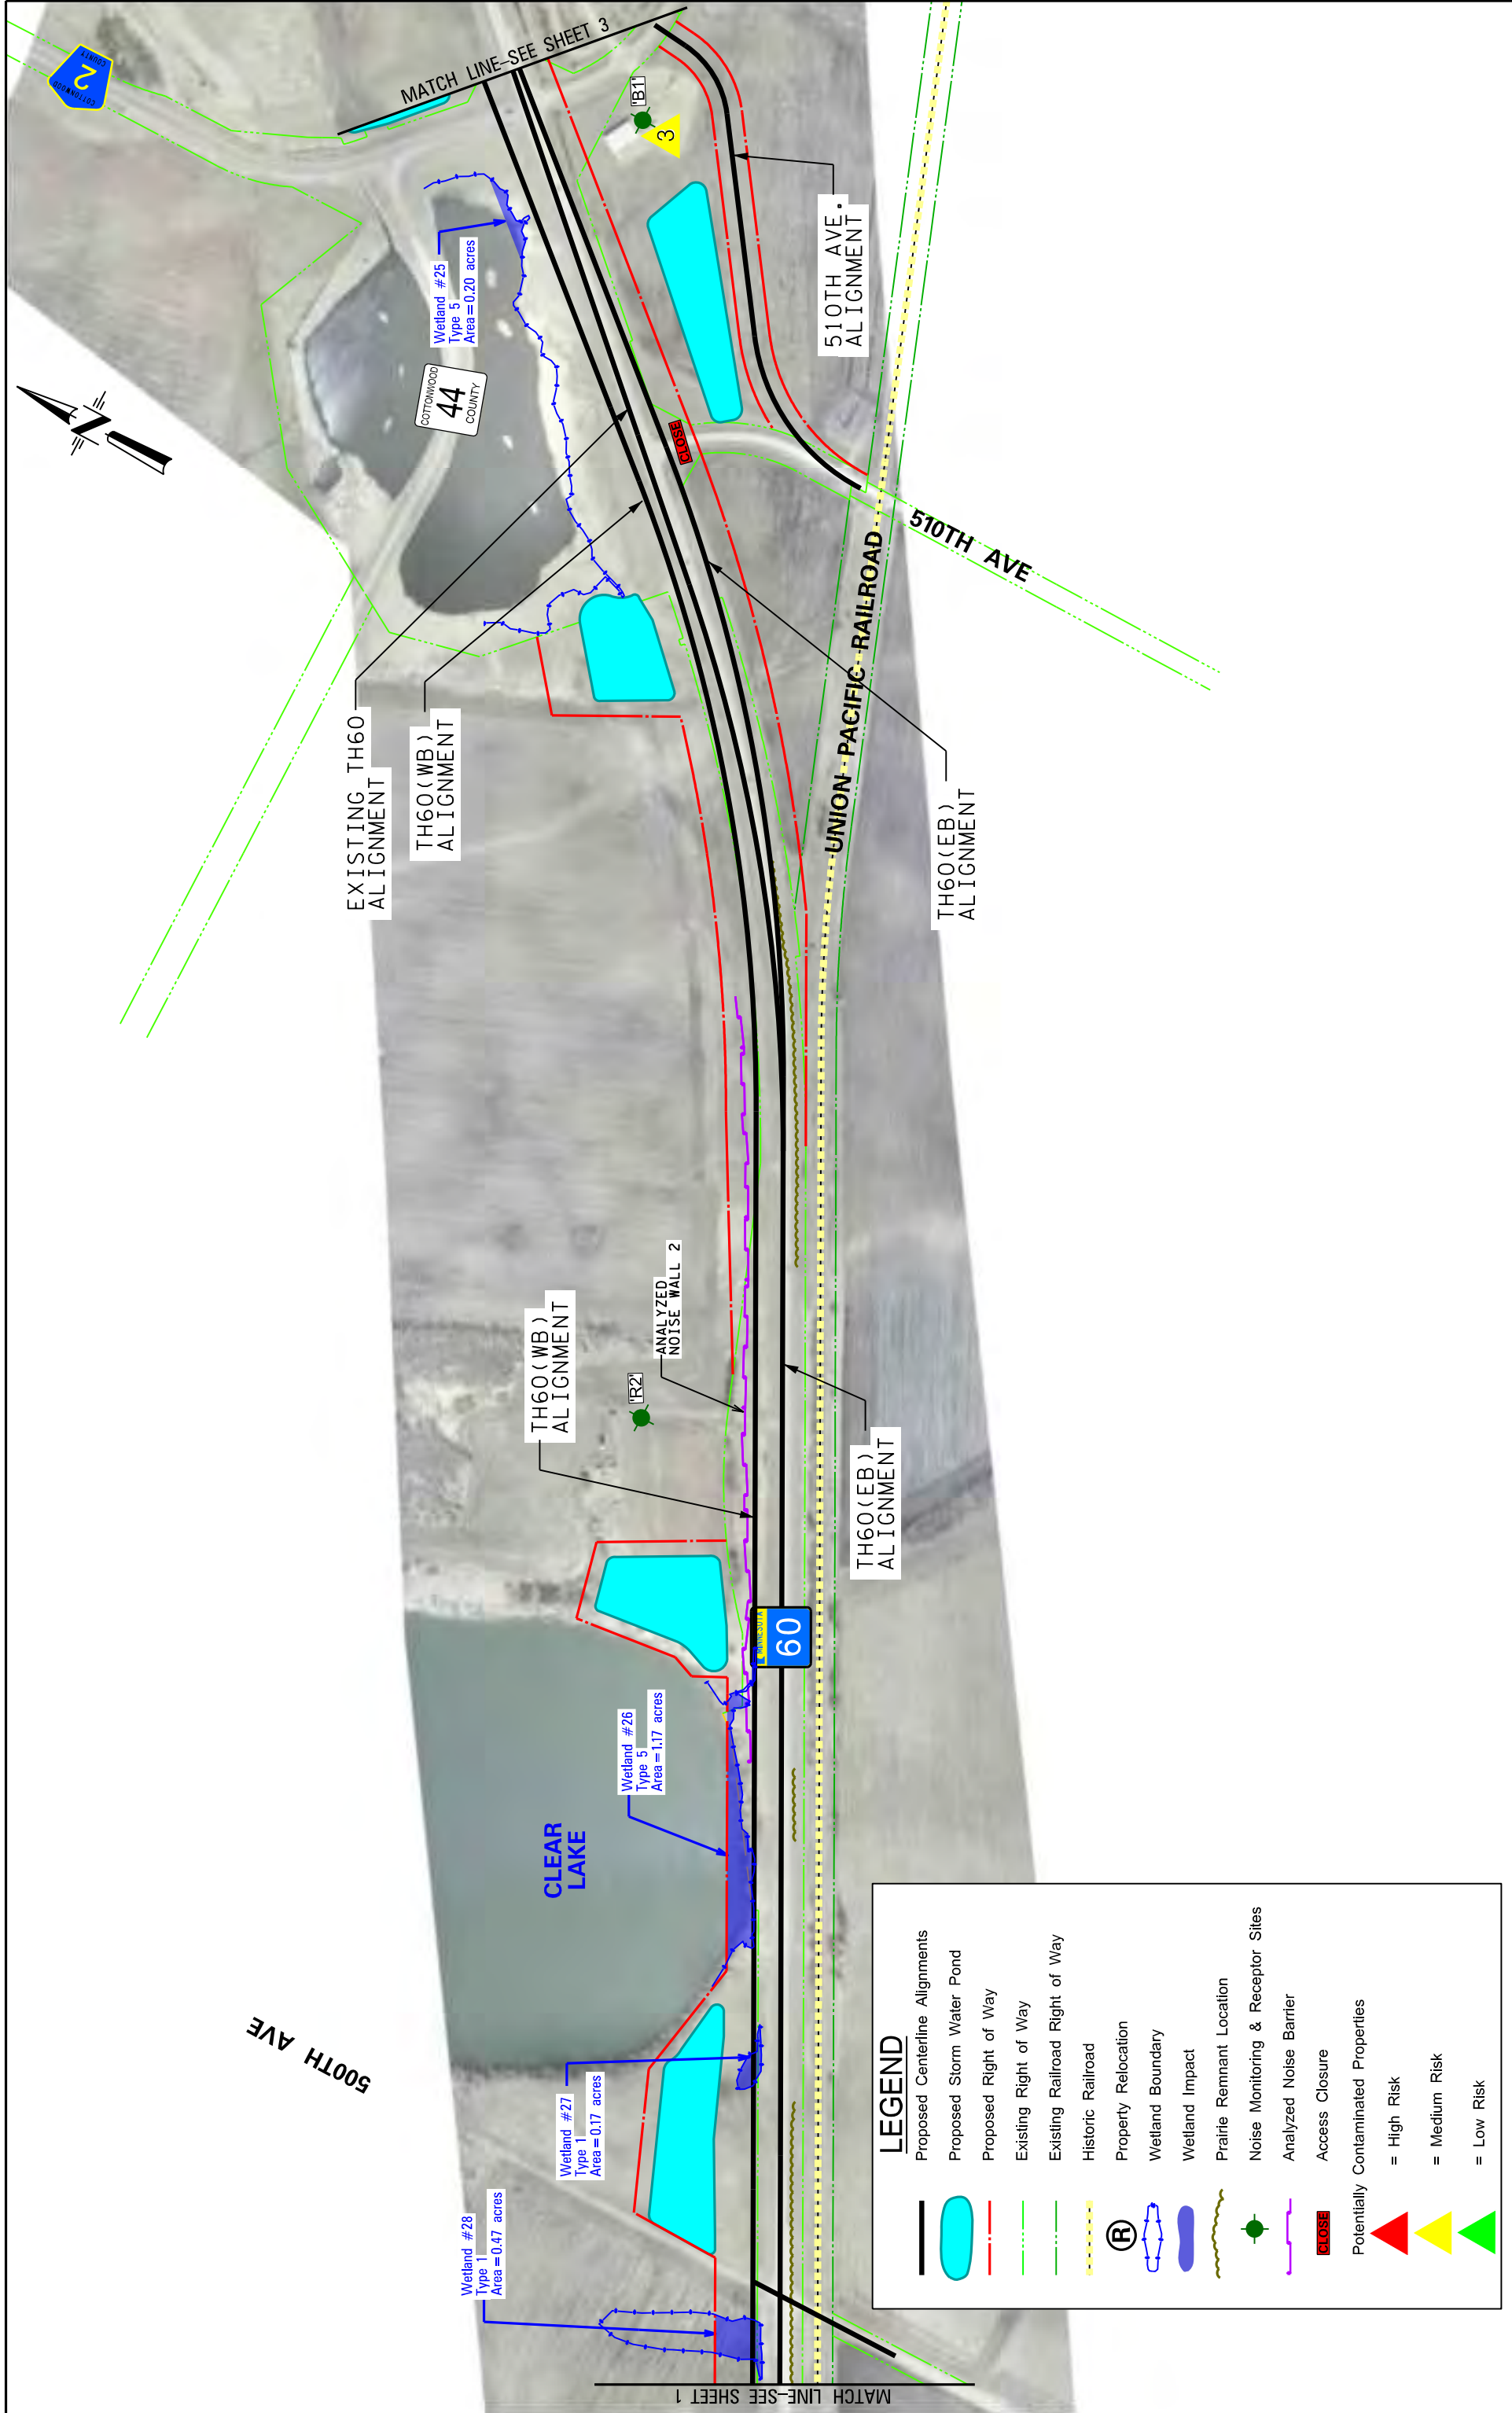 COTTONWOOD
2
COUNTY
MATCH LINE–SEE SHEET 3
'B1'
3
510TH AVE.
ALIGNMENT
Wetland #25
Type 5
Area=0.20 acres
COTTONWOOD
44
COUNTY
N
CLOSE
510TH AVE
UNION PACIFIC RAILROAD
EXISTING TH60
ALIGNMENT
TH60(WB)
ALIGNMENT
TH60(EB)
ALIGNMENT
TH60(WB)
ALIGNMENT
'R2'
ANALYZED
NOISE WALL 2
TH60(EB)
ALIGNMENT
MINNESOTA
60
Wetland #26
Type 5
Area=1.17 acres
CLEAR
LAKE
500TH AVE
Wetland #27
Type 1
Area=0.17 acres
Wetland #28
Type 1
Area=0.47 acres
MATCH LINE–SEE SHEET 1
LEGEND
Proposed Centerline Alignments
Proposed Storm Water Pond
Proposed Right of Way
Existing Right of Way
Existing Railroad Right of Way
Historic Railroad
R Property Relocation
Wetland Boundary
Wetland Impact
Prairie Remnant Location
Noise Monitoring & Receptor Sites
Analyzed Noise Barrier
CLOSE Access Closure
Potentially Contaminated Properties
= High Risk
= Medium Risk
= Low Risk